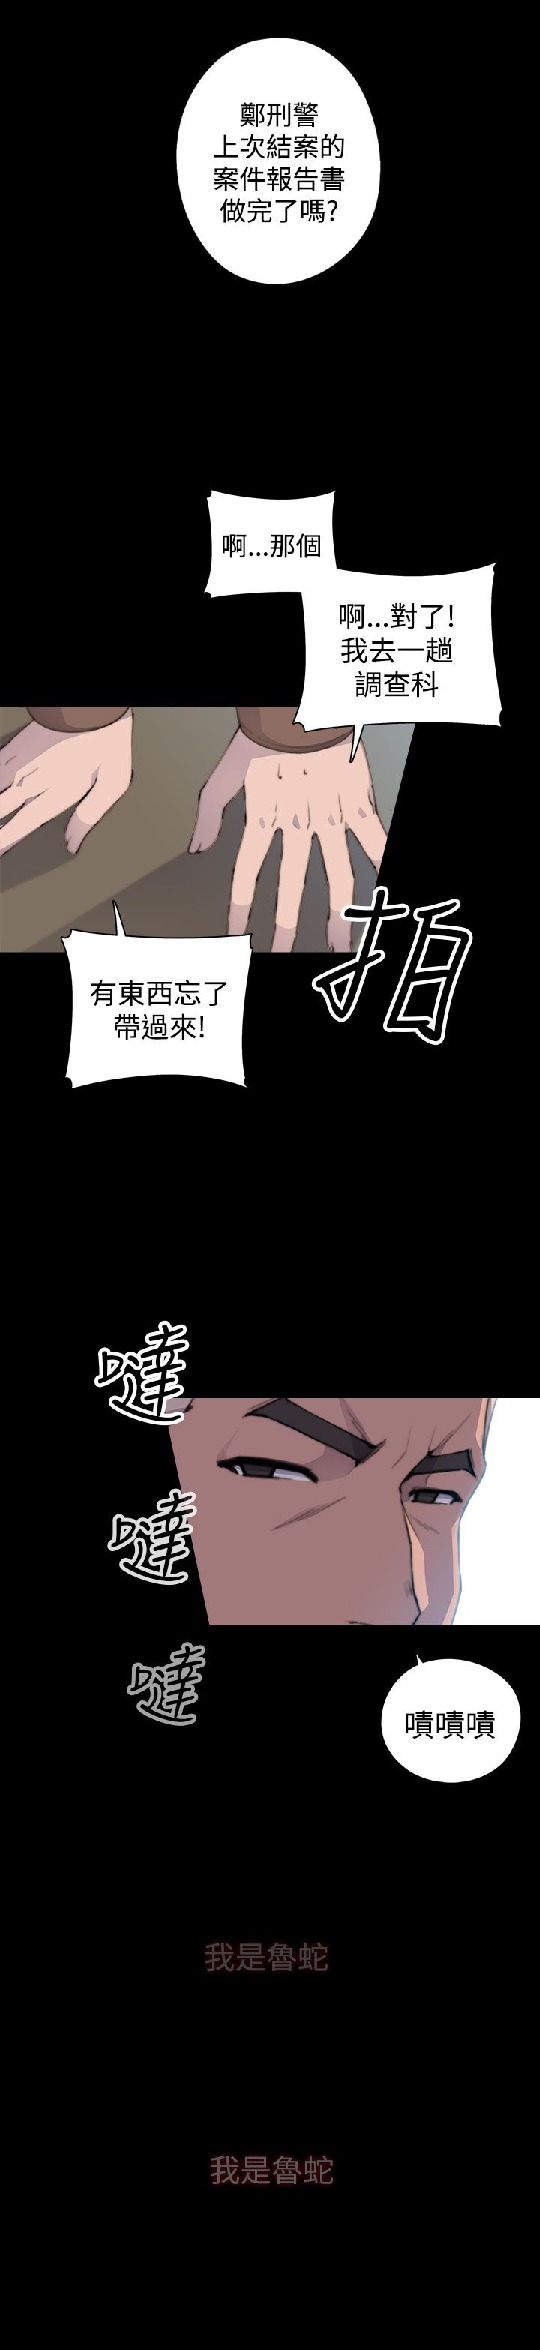 鄭刑警
上次結案的
案件報告書
做完了嗎?
啊...那個
啊...對了!
我去一趟
調查科
拍
有東西忘了
帶過來!
噠
噠
噠
嘖嘖嘖
我是魯蛇
我是魯蛇